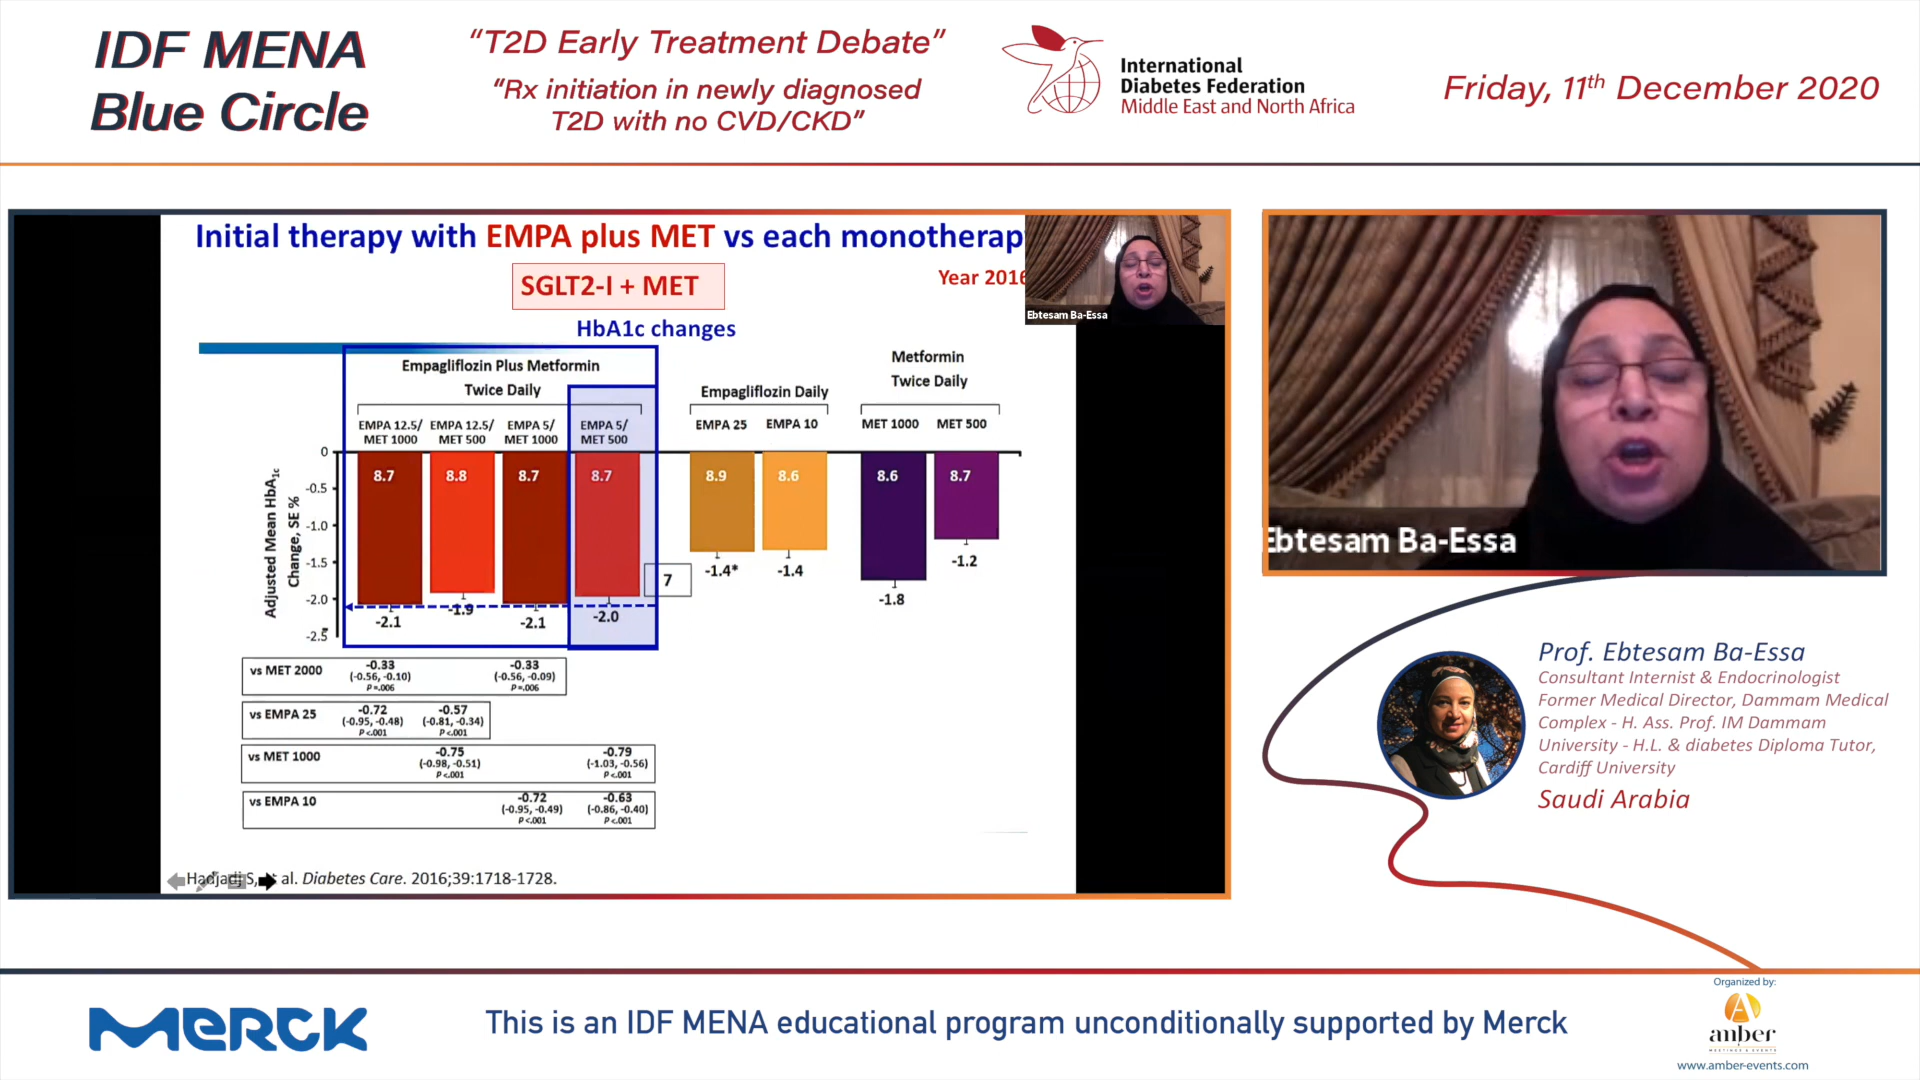 IDF MENA
Blue Circle
“T2D Early Treatment Debate”
“Rx initiation in newly diagnosed
T2D with no CVD/CKD”
International
Diabetes Federation
Middle East and North Africa
Friday, 11th December 2020
Initial therapy with EMPA plus MET vs each monotherap
SGLT2-I + MET
Year 2016
Ebtesam Ba-Essa
HbA1c changes
Empagliflozin Plus Metformin
Twice Daily
Empagliflozin Daily
Metformin
Twice Daily
EMPA 12.5/
MET 1000
EMPA 12.5/
MET 500
EMPA 5/
MET 1000
EMPA 5/
MET 500
EMPA 25
EMPA 10
MET 1000
MET 500
Adjusted Mean HbA1c
Change, SE %
0
-0.5
-1.0
-1.5
-2.0
-2.5
8.7
8.8
8.7
8.7
8.9
8.6
8.6
8.7
-2.1
-1.9
-2.1
-2.0
7
-1.4*
-1.4
-1.8
-1.2
vs MET 2000
-0.33
(-0.56, -0.10)
P=.006
-0.33
(-0.56, -0.09)
P=.006
vs EMPA 25
-0.72
(-0.95, -0.48)
P<.001
-0.57
(-0.81, -0.34)
P<.001
vs MET 1000
-0.75
(-0.98, -0.51)
P<.001
-0.79
(-1.03, -0.56)
P<.001
vs EMPA 10
-0.72
(-0.95, -0.49)
P<.001
-0.63
(-0.86, -0.40)
P<.001
Hadjadj S, al. Diabetes Care. 2016;39:1718-1728.
Ebtesam Ba-Essa
Prof. Ebtesam Ba-Essa
Consultant Internist & Endocrinologist
Former Medical Director, Dammam Medical
Complex - H. Ass. Prof. IM Dammam
University - H.L. & diabetes Diploma Tutor,
Cardiff University
Saudi Arabia
MERCK
This is an IDF MENA educational program unconditionally supported by Merck
Organized by:
amber
MEETINGS & EVENTS
www.amber-events.com